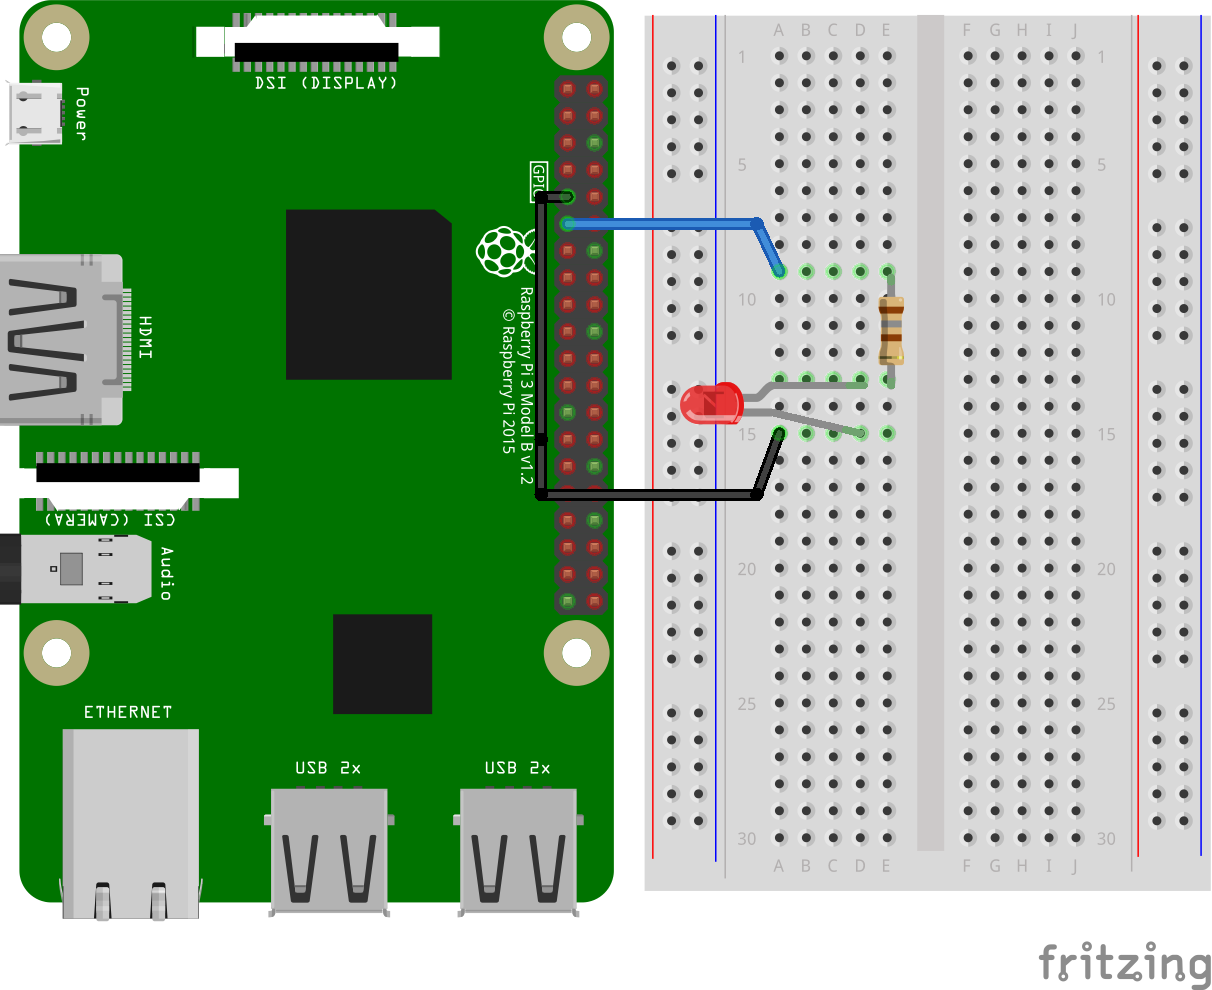 DSI (DISPLAY)
Power
GPIO
HDMI
Raspberry Pi 3 Model B v1.2
© Raspberry Pi 2015
CSI (CAMERA)
Audio
ETHERNET
USB 2x
USB 2x
A B C D E F G H I J
1 1
5 5
10 10
15 15
20 20
25 25
30 30
A B C D E F G H I J
fritzing